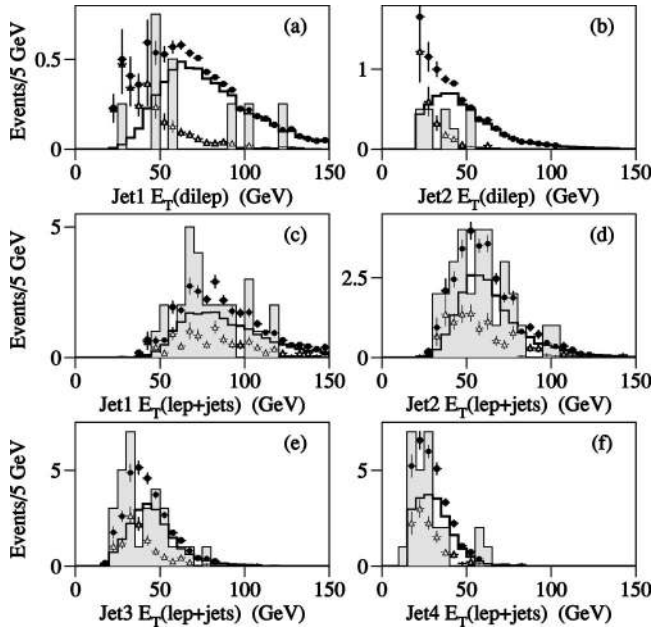 (a) (b)
Events/5 GeV
0.5 1
0 0
0 50 100 150 0 50 100 150
Jet1 E_T(dilep) (GeV) Jet2 E_T(dilep) (GeV)
(c) (d)
Events/5 GeV
5 2.5
0 0
0 50 100 150 0 50 100 150
Jet1 E_T(lep+jets) (GeV) Jet2 E_T(lep+jets) (GeV)
(e) (f)
Events/5 GeV
5 5
0 0
0 50 100 150 0 50 100 150
Jet3 E_T(lep+jets) (GeV) Jet4 E_T(lep+jets) (GeV)